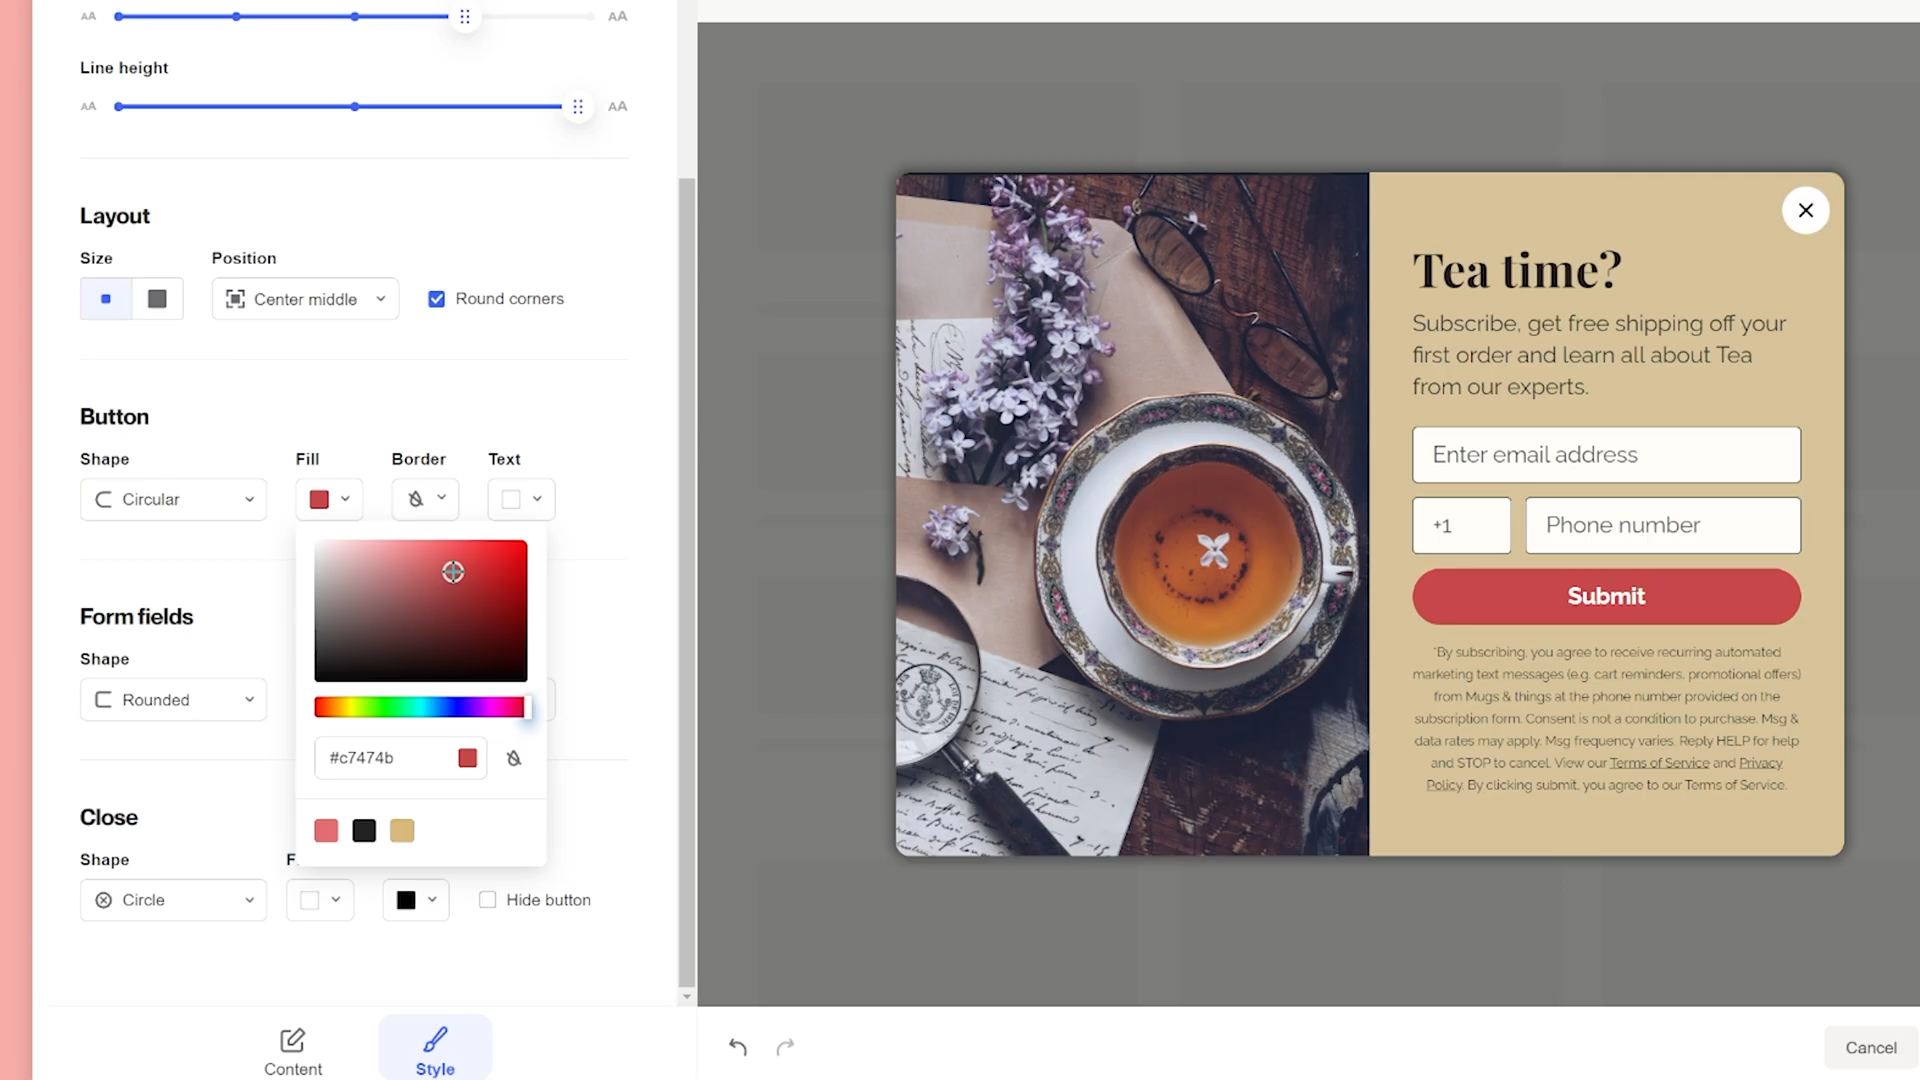 AA AA
Line height
AA AA
Layout
Size Position
Center middle Round corners
Button
Shape Fill Border Text
Circular
Form fields
Shape
Rounded
#c7474b
Close
Shape
Circle Hide button
Content Style
Tea time?
Subscribe, get free shipping off your
first order and learn all about Tea
from our experts.
Enter email address
+1 Phone number
Submit
*By subscribing, you agree to receive recurring automated
marketing text messages (e.g. cart reminders, promotional offers)
from Mugs & things at the phone number provided on the
subscription form. Consent is not a condition to purchase. Msg &
data rates may apply. Msg frequency varies. Reply HELP for help
and STOP to cancel. View our Terms of Service and Privacy
Policy. By clicking submit, you agree to our Terms of Service.
Cancel